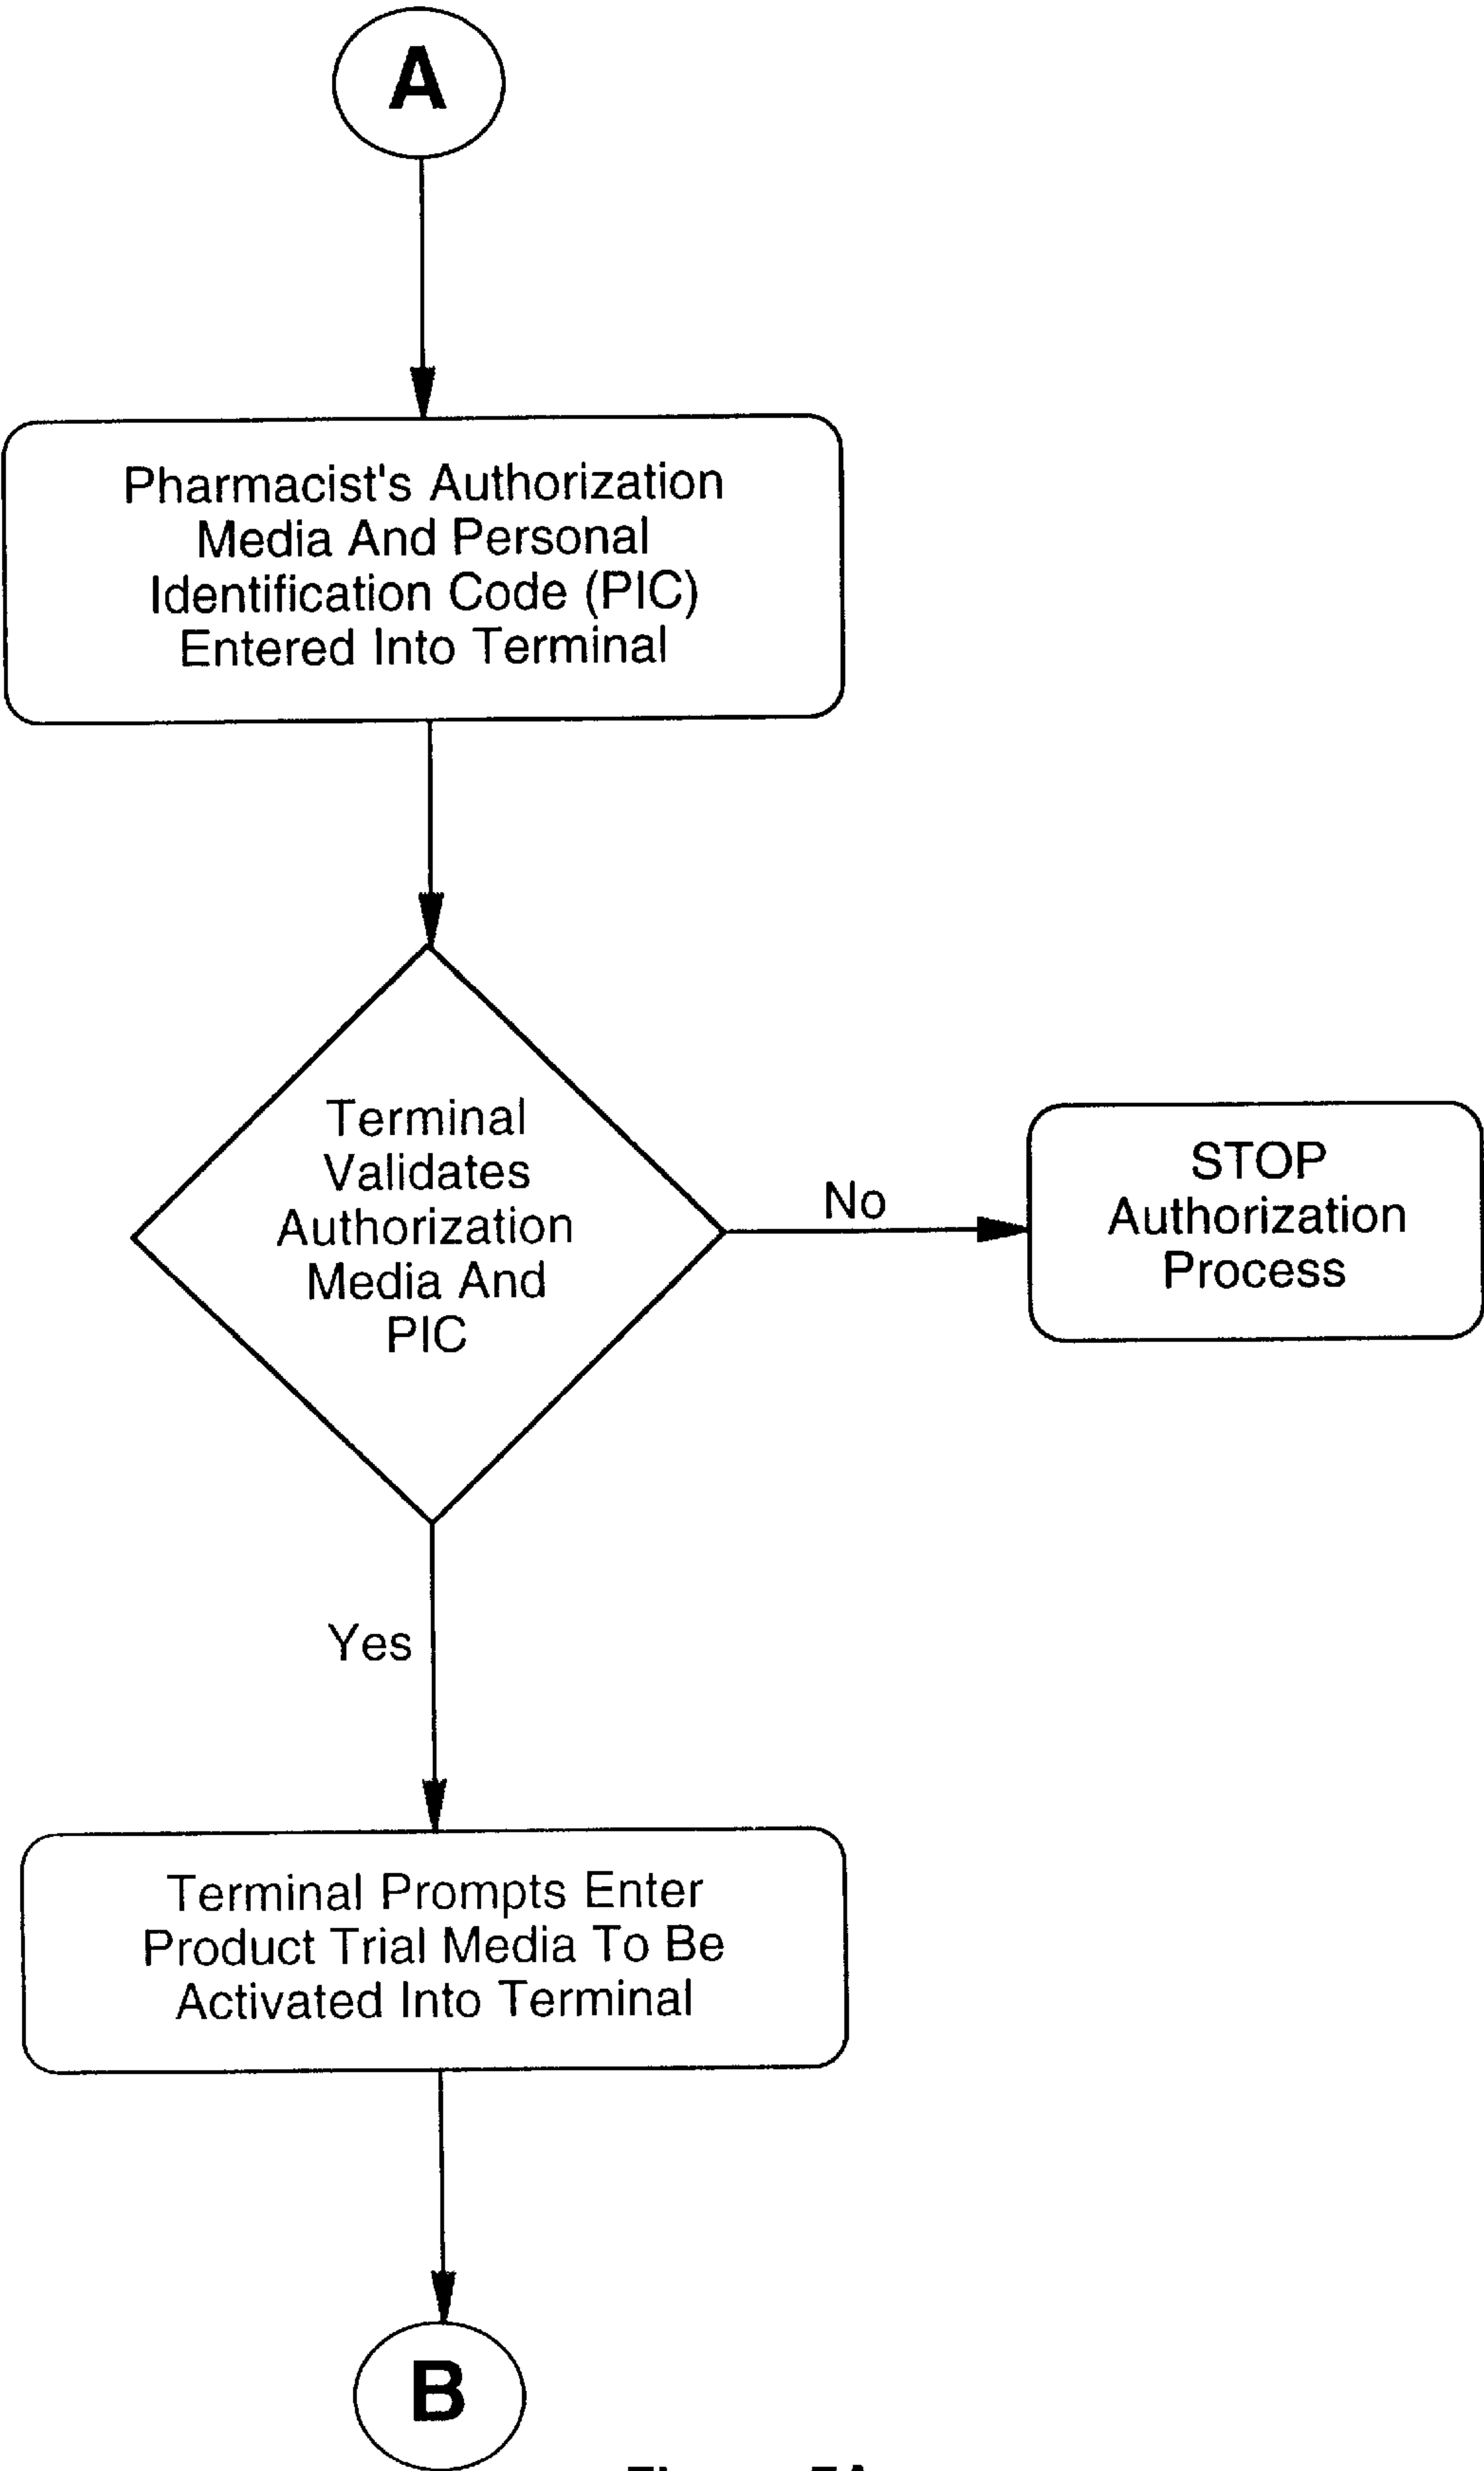 A
Pharmacist's Authorization
Media And Personal
Identification Code (PIC)
Entered Into Terminal
Terminal
Validates
Authorization
Media And
PIC
No
STOP
Authorization
Process
Yes
Terminal Prompts Enter
Product Trial Media To Be
Activated Into Terminal
B